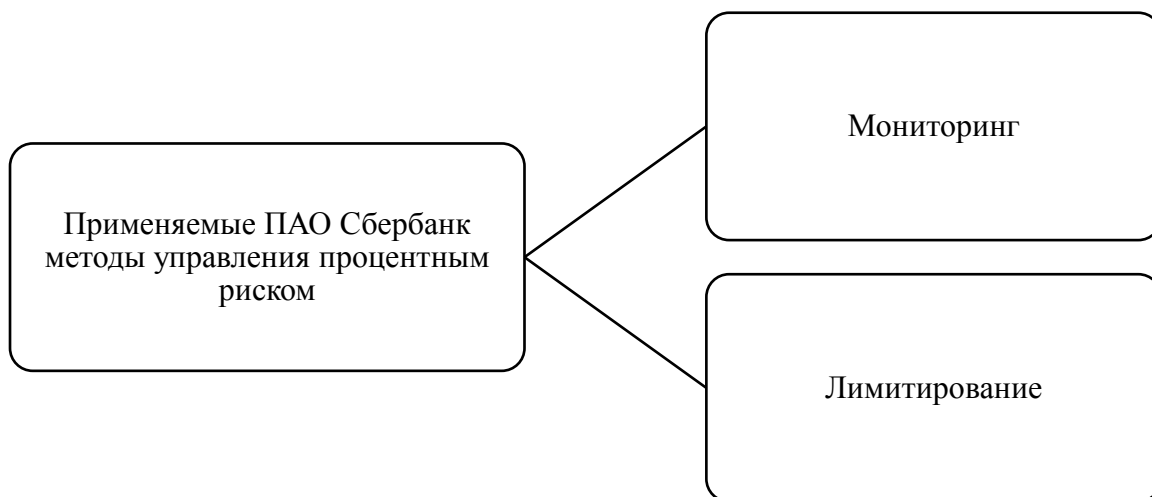 Применяемые ПАО Сбербанк
методы управления процентным
риском
Мониторинг
Лимитирование